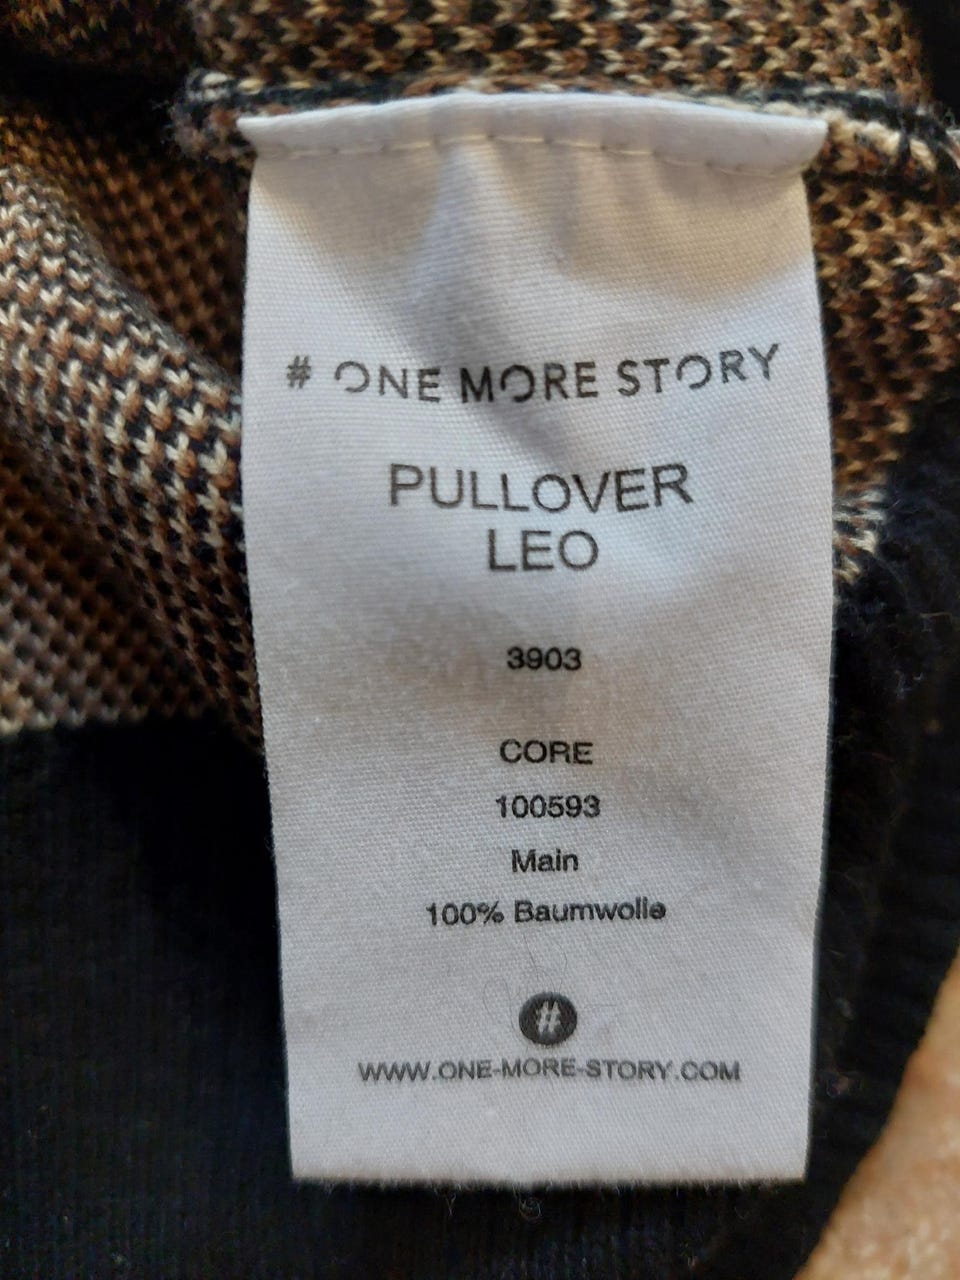 # ONE MORE STORY
PULLOVER
LEO
3903
CORE
100593
Main
100% Baumwolle
#
WWW.ONE-MORE-STORY.COM